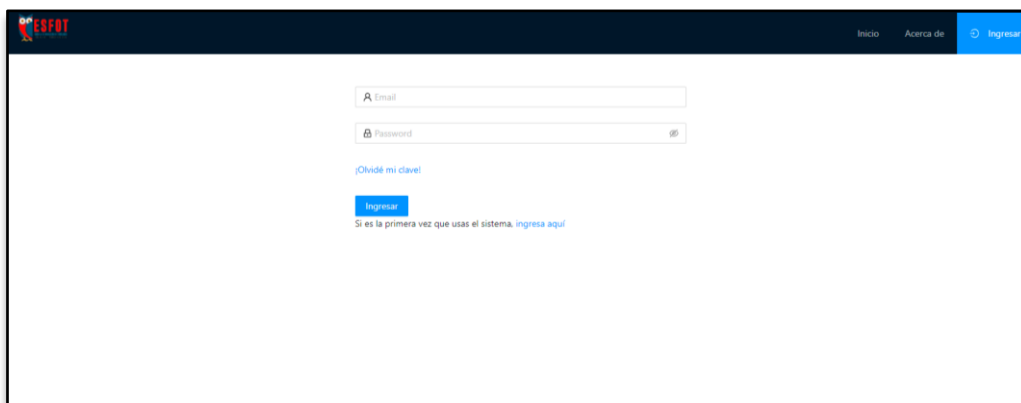 ESFOT
Inicio Acerca de Ingresar
Email
Password
¡Olvidé mi clave!
Ingresar
Si es la primera vez que usas el sistema, ingresa aquí